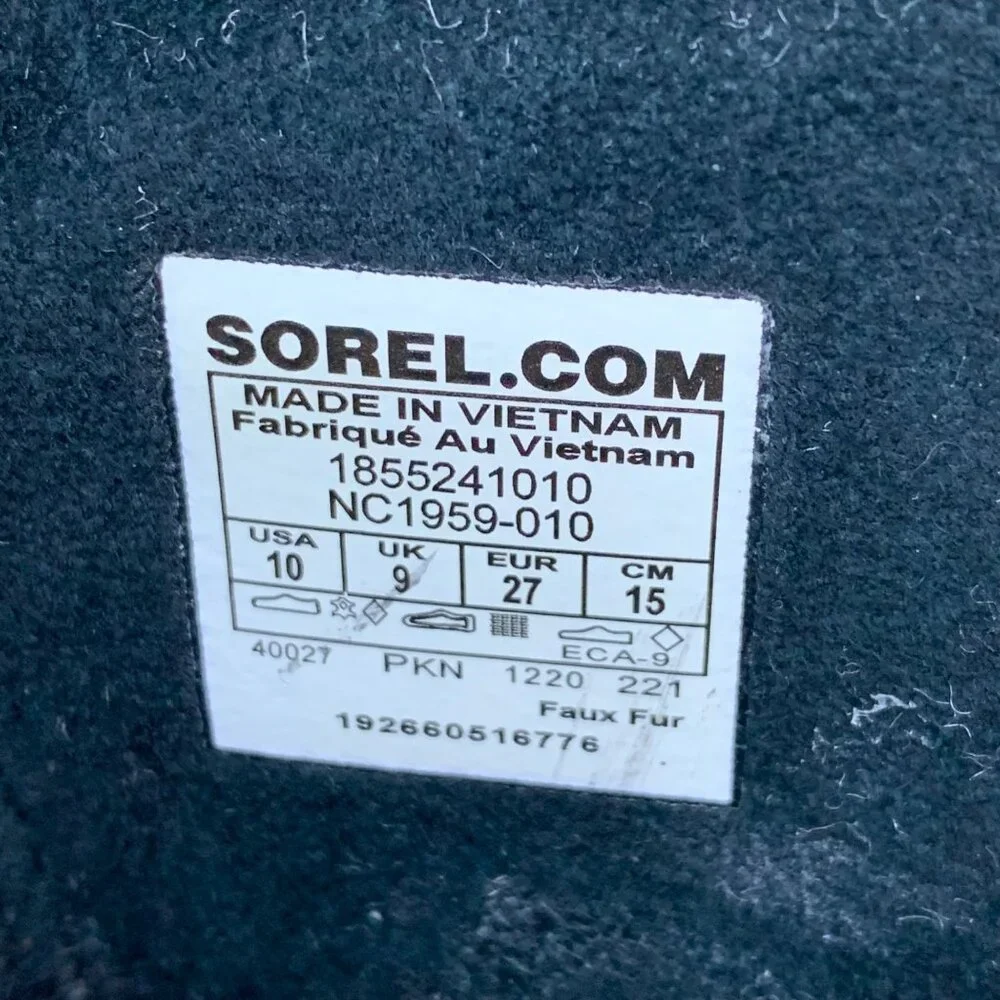 SOREL.COM
MADE IN VIETNAM
Fabriqué Au Vietnam
1855241010
NC1959-010
USA UK EUR CM
10 9 27 15
ECA-9
40027 PKN 1220 221
Faux Fur
192660516776